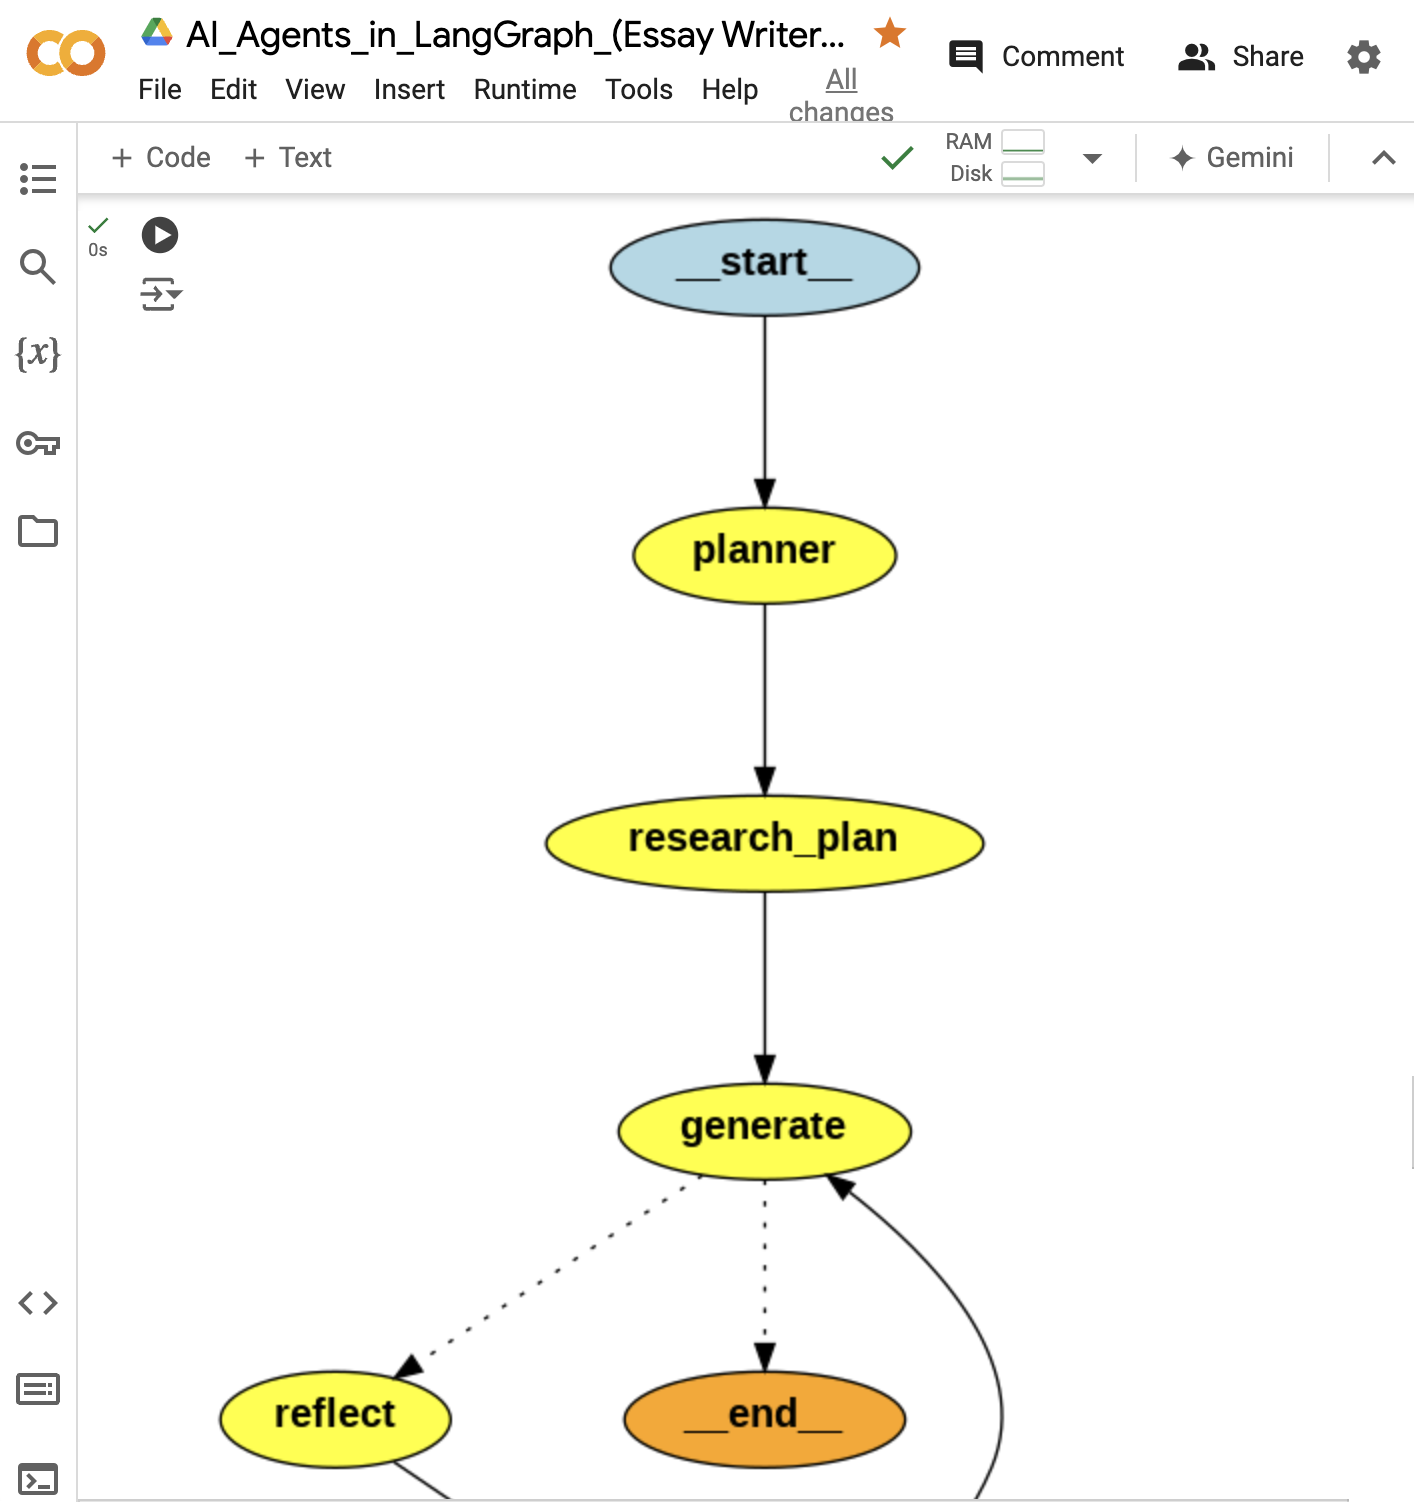 AI_Agents_in_LangGraph_(Essay Writer...
File Edit View Insert Runtime Tools Help
All
changes
Comment
Share
+ Code + Text
RAM
Disk
Gemini
0s
{x}
__start__
planner
research_plan
generate
reflect
__end__